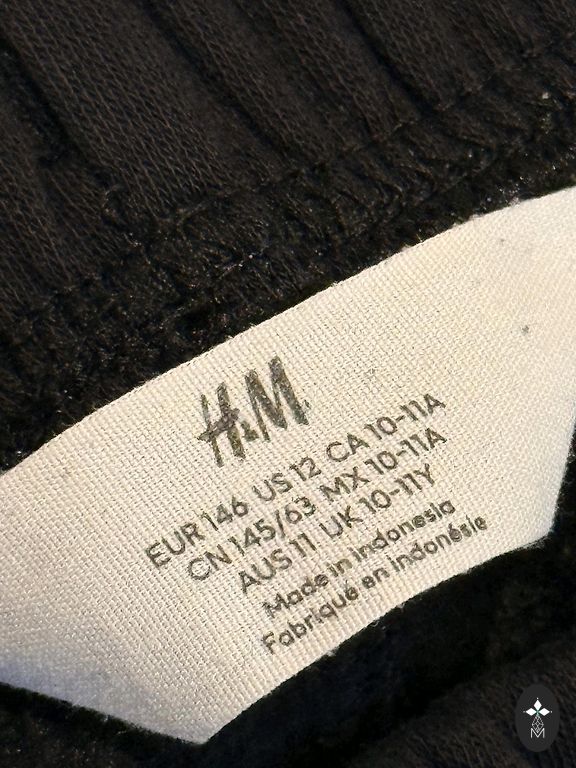 H&M
EUR 146 US 12 CA 10-11A
CN 145/63 MX 10-11A
AUS 11 UK 10-11Y
Made in indonesia
Fabriqué en indonésie
M